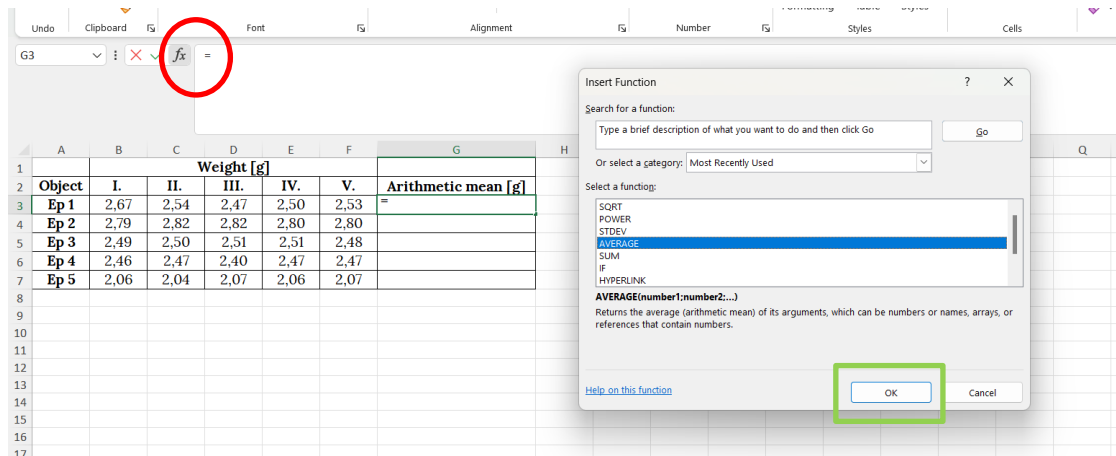 Undo Clipboard Font Alignment Number Styles Cells
G3 fx =
Insert Function ? X
Search for a function:
Type a brief description of what you want to do and then click Go
Go
Or select a category: Most Recently Used
Select a function:
SQRT
POWER
STDEV
AVERAGE
SUM
IF
HYPERLINK
AVERAGE(number1;number2;...)
Returns the average (arithmetic mean) of its arguments, which can be numbers or names, arrays, or
references that contain numbers.
Help on this function
OK Cancel
A B C D E F G H Q
1 Weight [g]
2 Object I. II. III. IV. V. Arithmetic mean [g]
3 Ep 1 2,67 2,54 2,47 2,50 2,53 =
4 Ep 2 2,79 2,82 2,82 2,80 2,80
5 Ep 3 2,49 2,50 2,51 2,51 2,48
6 Ep 4 2,46 2,47 2,40 2,47 2,47
7 Ep 5 2,06 2,04 2,07 2,06 2,07
8
9
10
11
12
13
14
15
16
17